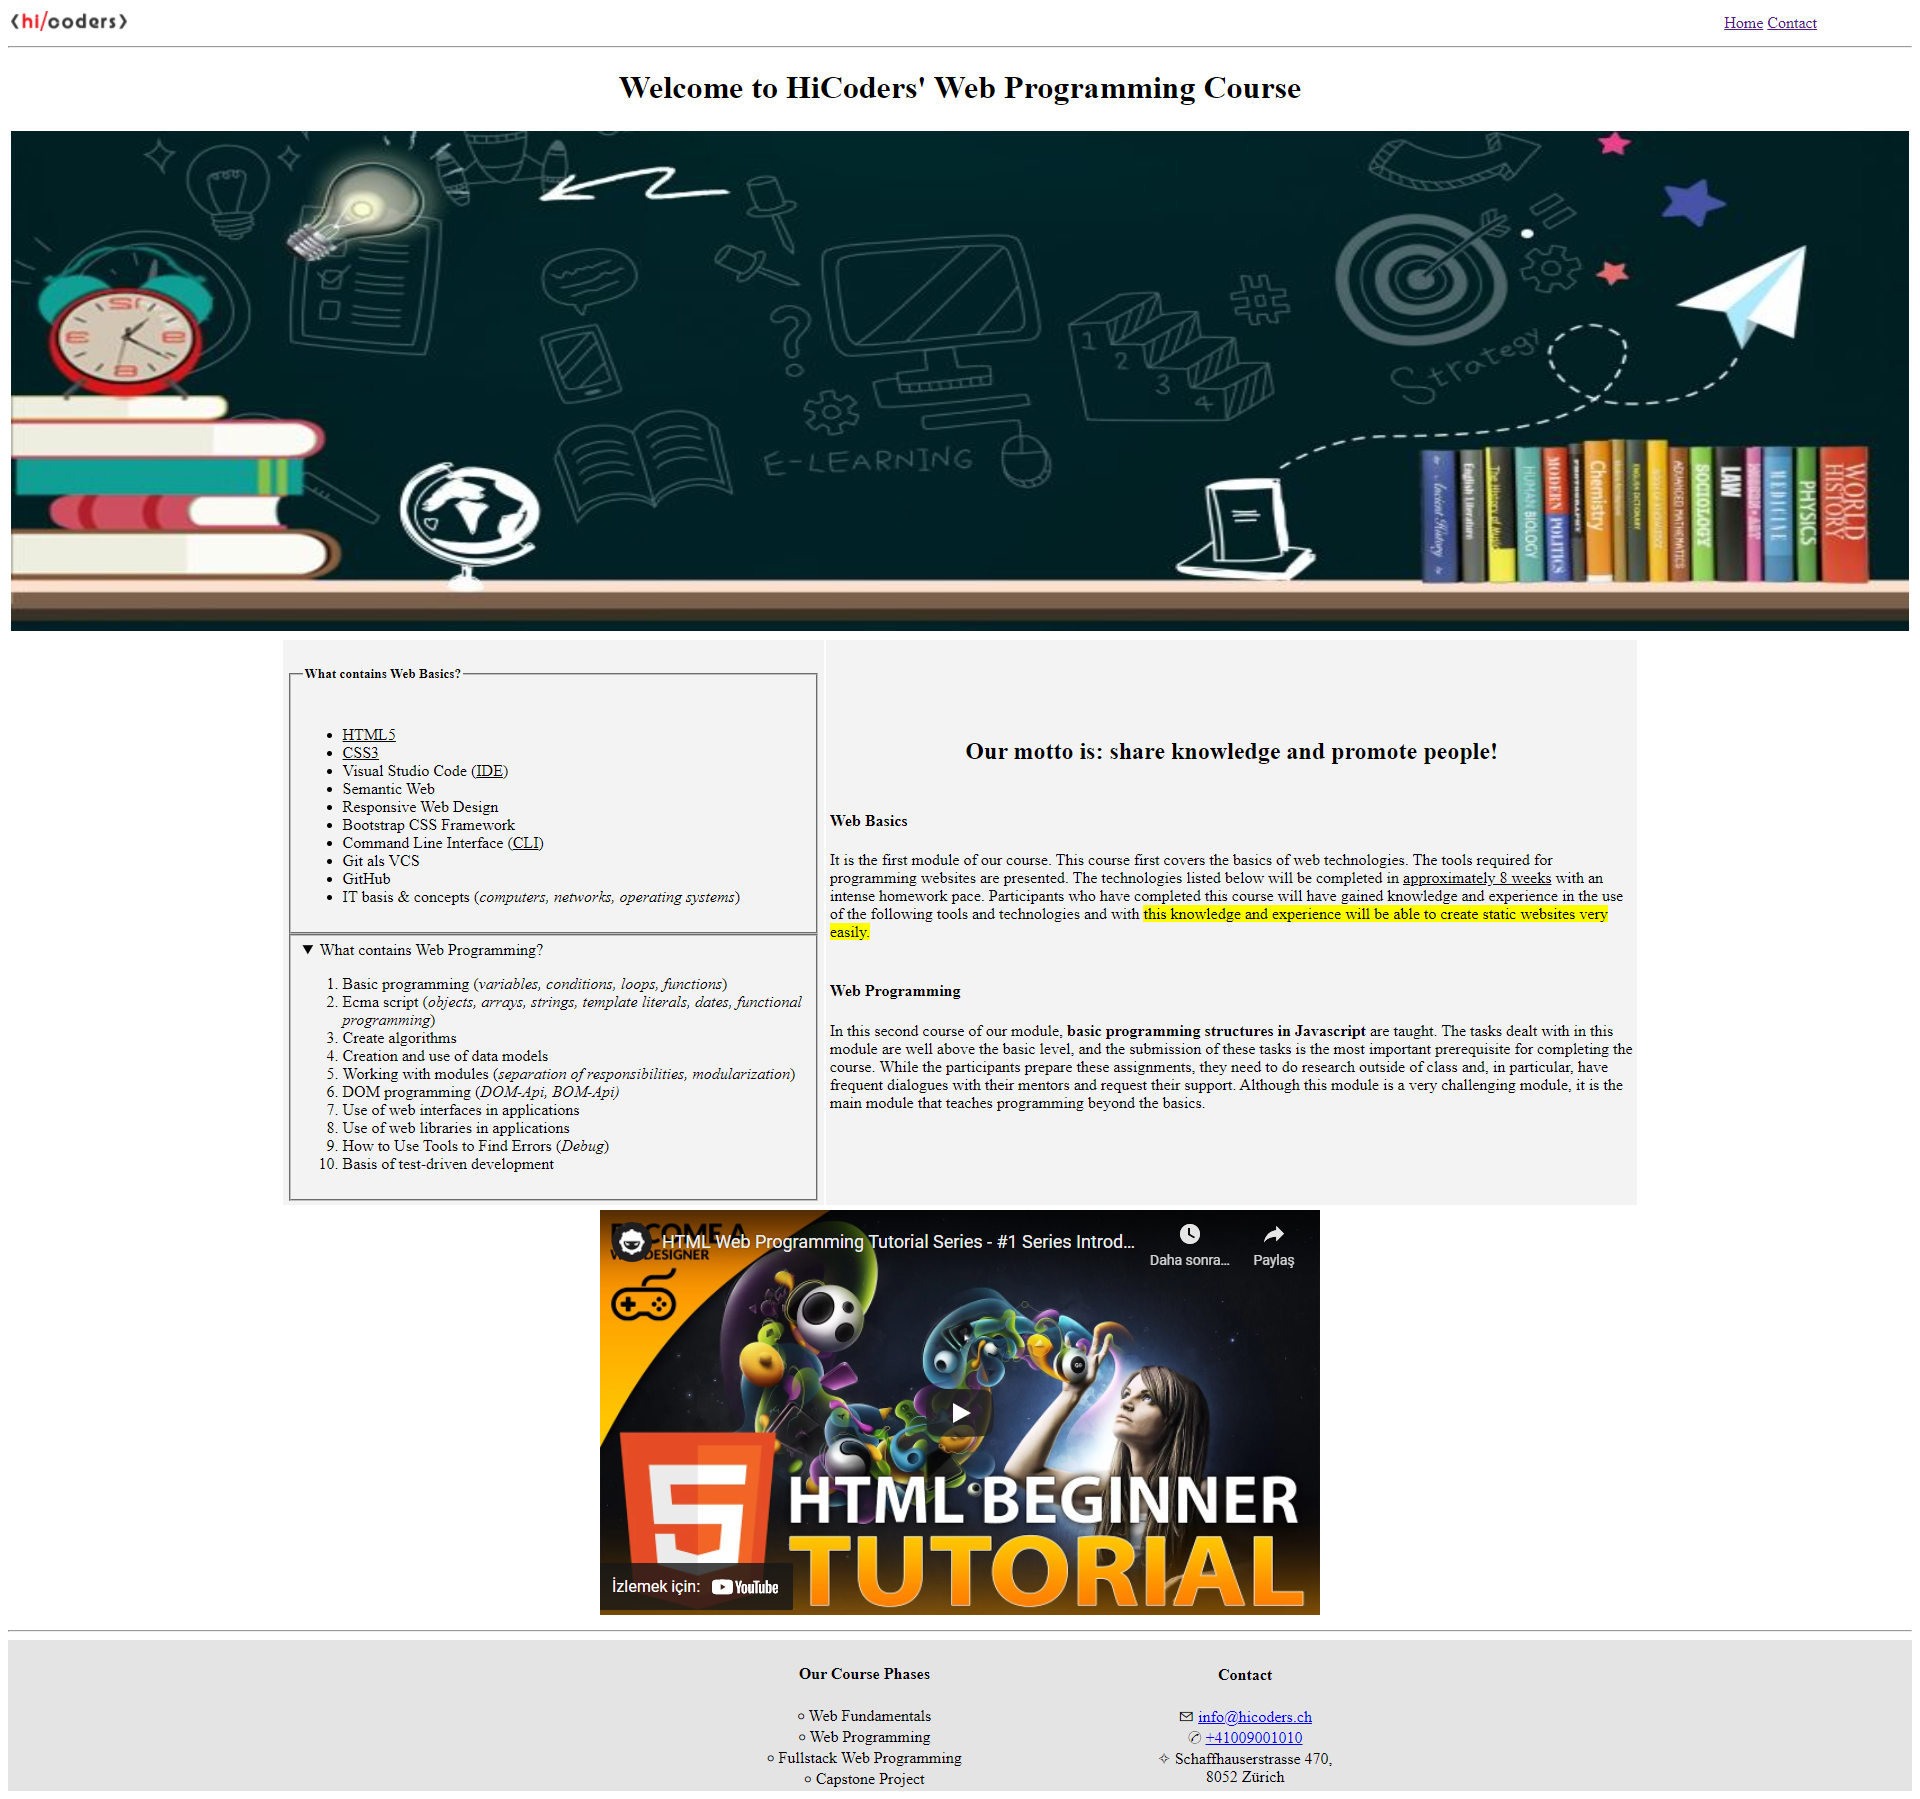 <hi/coders>
Home Contact
Welcome to HiCoders' Web Programming Course
E-LEARNING
1
2
3
4
Strategy
Ancient History
English Literature
HUMAN BIOLOGY
MODERN POLITICS
Chemistry
ADVANCED MATHEMATICS
SOCIOLOGY
LAW
MEDICINE
PHYSICS
WORLD HISTORY
What contains Web Basics?
• HTML5
• CSS3
• Visual Studio Code (IDE)
• Semantic Web
• Responsive Web Design
• Bootstrap CSS Framework
• Command Line Interface (CLI)
• Git als VCS
• GitHub
• IT basis & concepts (computers, networks, operating systems)
▼ What contains Web Programming?
1. Basic programming (variables, conditions, loops, functions)
2. Ecma script (objects, arrays, strings, template literals, dates, functional
programming)
3. Create algorithms
4. Creation and use of data models
5. Working with modules (separation of responsibilities, modularization)
6. DOM programming (DOM-Api, BOM-Api)
7. Use of web interfaces in applications
8. Use of web libraries in applications
9. How to Use Tools to Find Errors (Debug)
10. Basis of test-driven development
Our motto is: share knowledge and promote people!
Web Basics
It is the first module of our course. This course first covers the basics of web technologies. The tools required for
programming websites are presented. The technologies listed below will be completed in approximately 8 weeks with an
intense homework pace. Participants who have completed this course will have gained knowledge and experience in the use
of the following tools and technologies and with this knowledge and experience will be able to create static websites very
easily.
Web Programming
In this second course of our module, basic programming structures in Javascript are taught. The tasks dealt with in this
module are well above the basic level, and the submission of these tasks is the most important prerequisite for completing the
course. While the participants prepare these assignments, they need to do research outside of class and, in particular, have
frequent dialogues with their mentors and request their support. Although this module is a very challenging module, it is the
main module that teaches programming beyond the basics.
HTML Web Programming Tutorial Series - #1 Series Introd...
Daha sonra...
Paylaş
HTML BEGINNER
TUTORIAL
İzlemek için: YouTube
Our Course Phases
○ Web Fundamentals
○ Web Programming
○ Fullstack Web Programming
○ Capstone Project
Contact
🖂 info@hicoders.ch
✆ +41009001010
✧ Schaffhauserstrasse 470,
8052 Zürich